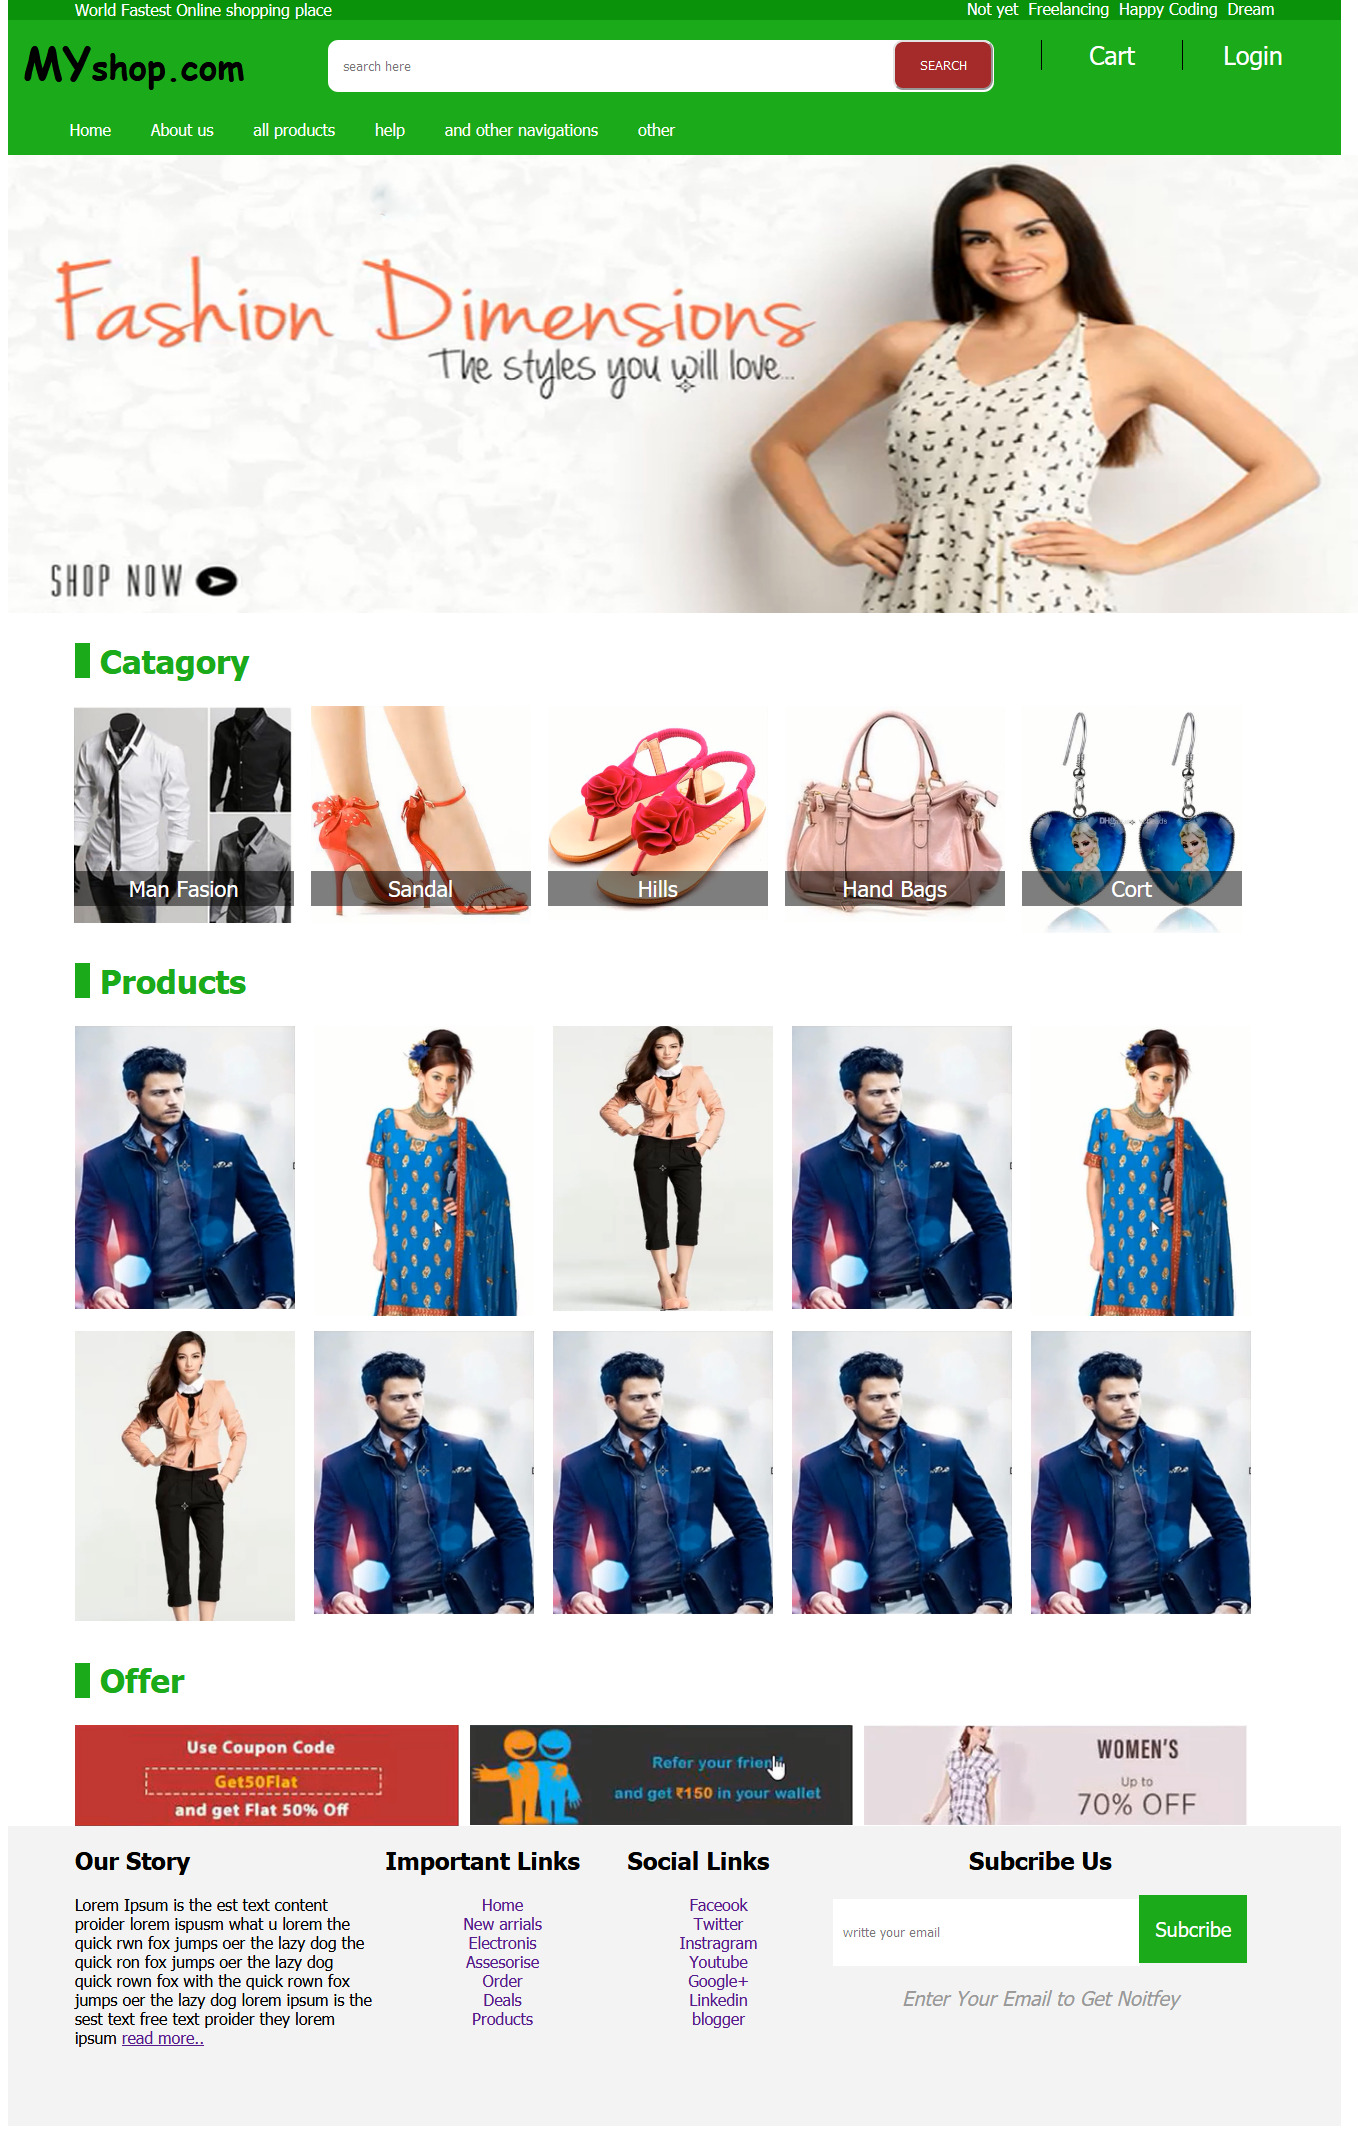 World Fastest Online shopping place
Not yet Freelancing Happy Coding Dream
MYshop.com
search here
SEARCH
Cart
Login
Home About us all products help and other navigations other
Fashion Dimensions
The styles you will love...
SHOP NOW
Catagory
Man Fasion
Sandal
Hills
Hand Bags
Cort
Products
Offer
Use Coupon Code
Get50Flat
and get Flat 50% Off
Refer your friend
and get ₹150 in your wallet
WOMEN'S
Up to
70% OFF
Our Story
Lorem Ipsum is the est text content
proider lorem ispusm what u lorem the
quick rwn fox jumps oer the lazy dog the
quick ron fox jumps oer the lazy dog
quick rown fox with the quick rown fox
jumps oer the lazy dog lorem ipsum is the
sest text free text proider they lorem
ipsum read more..
Important Links
Home
New arrials
Electronis
Assesorise
Order
Deals
Products
Social Links
Faceook
Twitter
Instragram
Youtube
Google+
Linkedin
blogger
Subcribe Us
writte your email
Subcribe
Enter Your Email to Get Noitfey